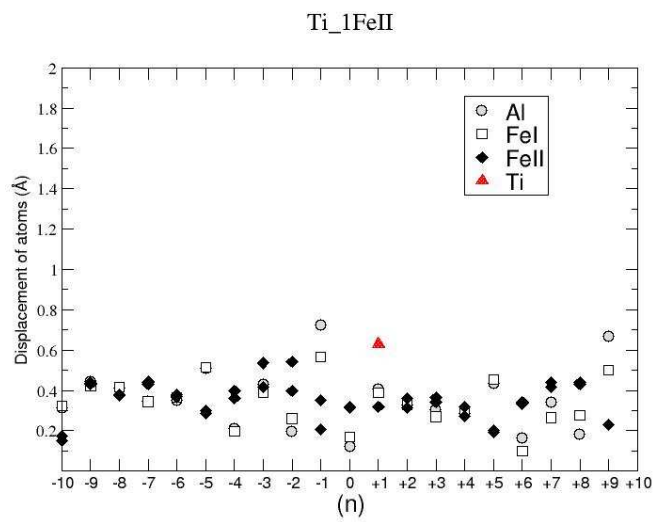 Ti_1FeII
2
1.8
1.6
1.4
1.2
1
0.8
0.6
0.4
0.2
Displacement of atoms (Å)
Al
FeI
FeII
Ti
-10 -9 -8 -7 -6 -5 -4 -3 -2 -1 0 +1 +2 +3 +4 +5 +6 +7 +8 +9 +10
(n)